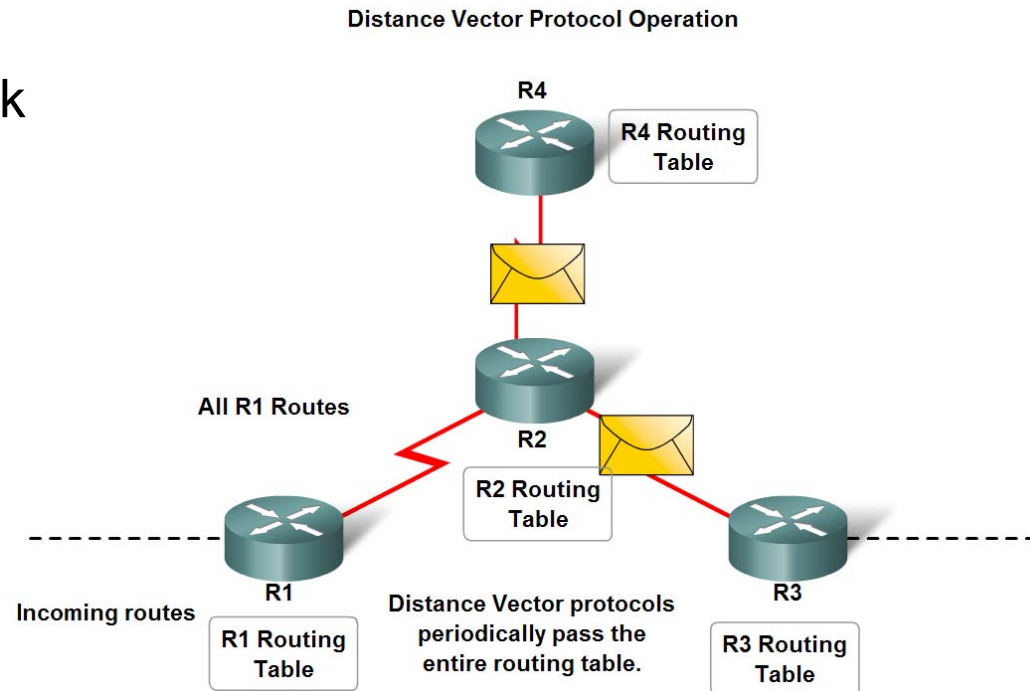 Distance Vector Protocol Operation
k
R4
R4 Routing
Table
All R1 Routes
R2
R2 Routing
Table
R1
R3
Incoming routes
R1 Routing
Table
Distance Vector protocols
periodically pass the
entire routing table.
R3 Routing
Table